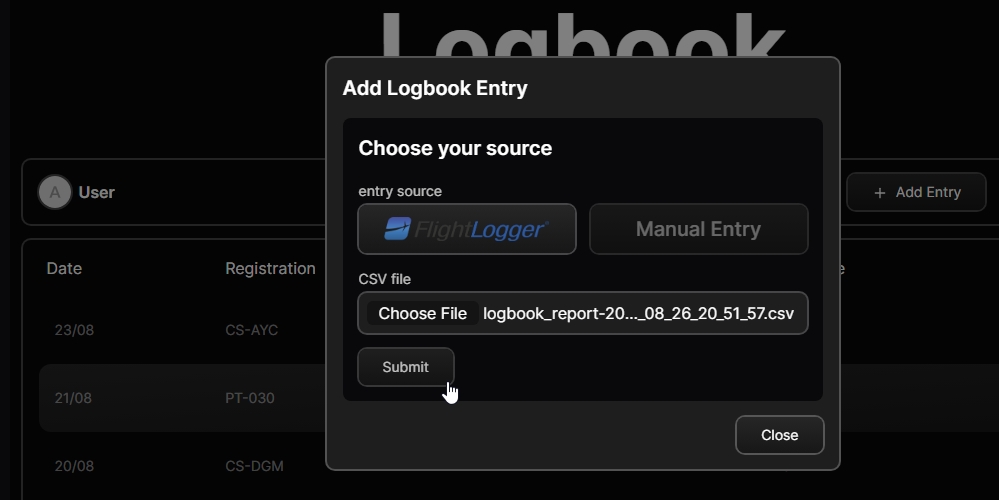 Logbook
Add Logbook Entry
Choose your source
A User
entry source
+ Add Entry
FlightLogger
Manual Entry
Date
Registration
CSV file
Choose File logbook_report-20..._08_26_20_51_57.csv
23/08
CS-AYC
Submit
21/08
PT-030
Close
20/08
CS-DGM